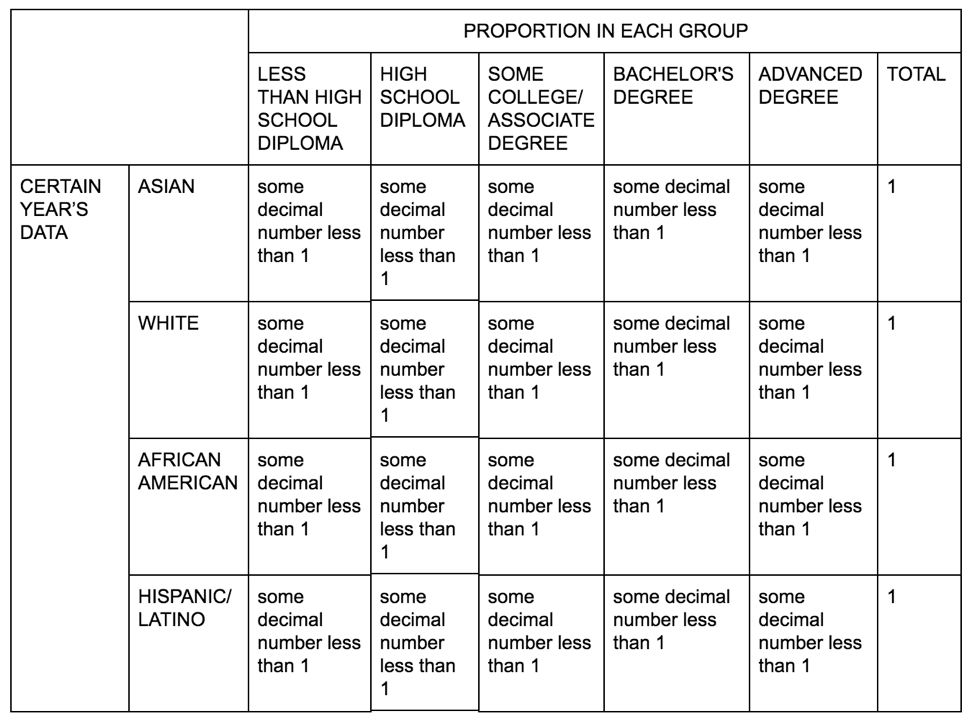 PROPORTION IN EACH GROUP
LESS
THAN HIGH
SCHOOL
DIPLOMA
HIGH
SCHOOL
DIPLOMA
SOME
COLLEGE/
ASSOCIATE
DEGREE
BACHELOR'S
DEGREE
ADVANCED
DEGREE
TOTAL
CERTAIN
YEAR’S
DATA
ASIAN
some
decimal
number less
than 1
some
decimal
number
less than
1
some
decimal
number less
than 1
some decimal
number less
than 1
some
decimal
number less
than 1
1
WHITE
some
decimal
number less
than 1
some
decimal
number
less than
1
some
decimal
number less
than 1
some decimal
number less
than 1
some
decimal
number less
than 1
1
AFRICAN
AMERICAN
some
decimal
number less
than 1
some
decimal
number
less than
1
some
decimal
number less
than 1
some decimal
number less
than 1
some
decimal
number less
than 1
1
HISPANIC/
LATINO
some
decimal
number less
than 1
some
decimal
number
less than
1
some
decimal
number less
than 1
some decimal
number less
than 1
some
decimal
number less
than 1
1